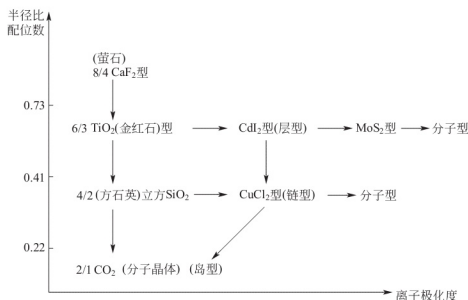 半径比
配位数
(萤石)
8/4 CaF₂型
0.73
6/3 TiO₂(金红石)型 CdI₂型(层型) MoS₂型 分子型
0.41
4/2 (方石英)立方SiO₂ CuCl₂型(链型) 分子型
0.22
2/1 CO₂ (分子晶体) (岛型)
离子极化度